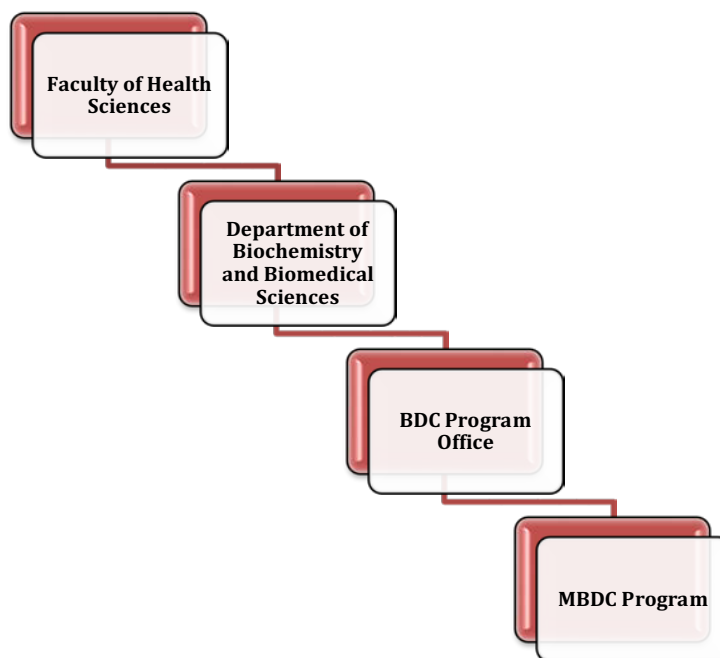 Faculty of Health
Sciences
Department of
Biochemistry
and Biomedical
Sciences
BDC Program
Office
MBDC Program